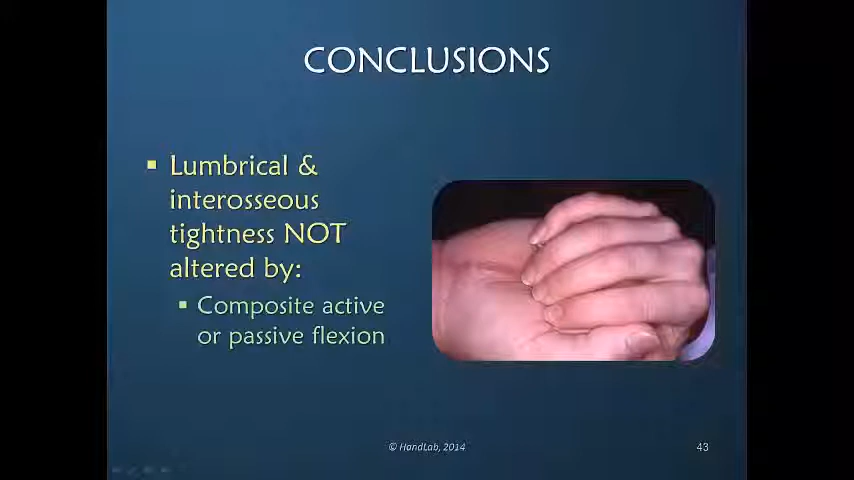 CONCLUSIONS
▪ Lumbrical &
interosseous
tightness NOT
altered by:
▪ Composite active
or passive flexion
© HandLab, 2014
43